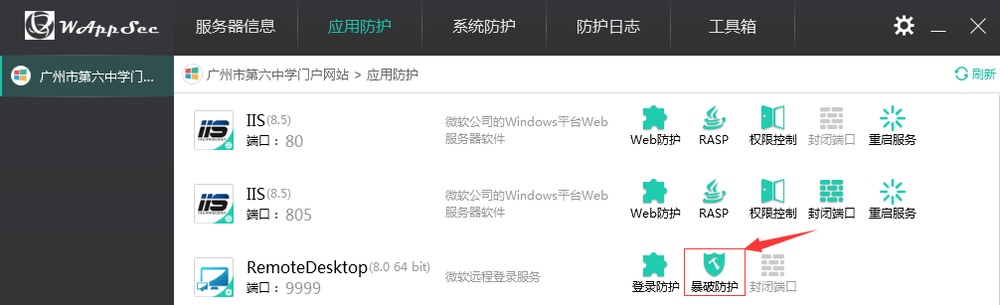 WAppSec
服务器信息
应用防护
系统防护
防护日志
工具箱
广州市第六中学门...
广州市第六中学门户网站 > 应用防护
刷新
IIS(8.5)
端口： 80
微软公司的Windows平台Web
服务器软件
Web防护
RASP
权限控制
封闭端口
重启服务
IIS(8.5)
端口： 805
微软公司的Windows平台Web
服务器软件
Web防护
RASP
权限控制
封闭端口
重启服务
RemoteDesktop(8.0 64 bit)
端口： 9999
微软远程登录服务
登录防护
暴破防护
封闭端口